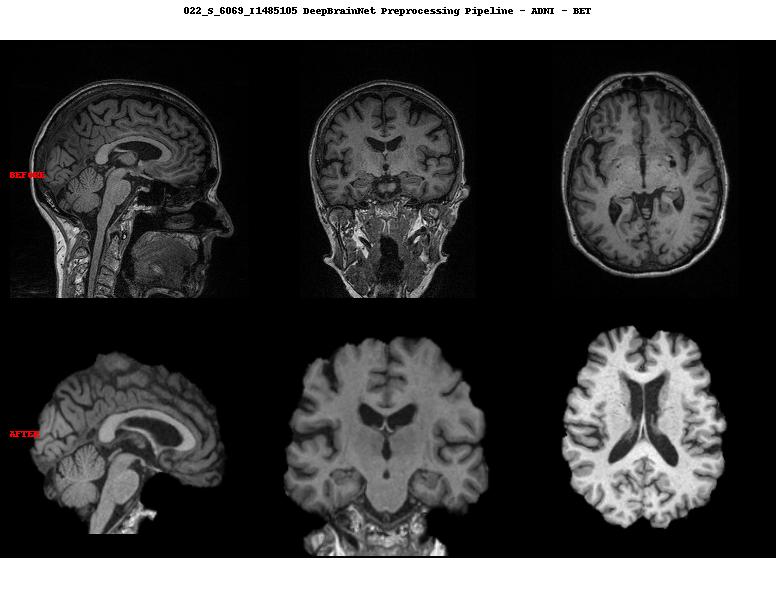 022_S_6069_I1485105 DeepBrainNet Preprocessing Pipeline - ADNI - BET
BEFORE
AFTER